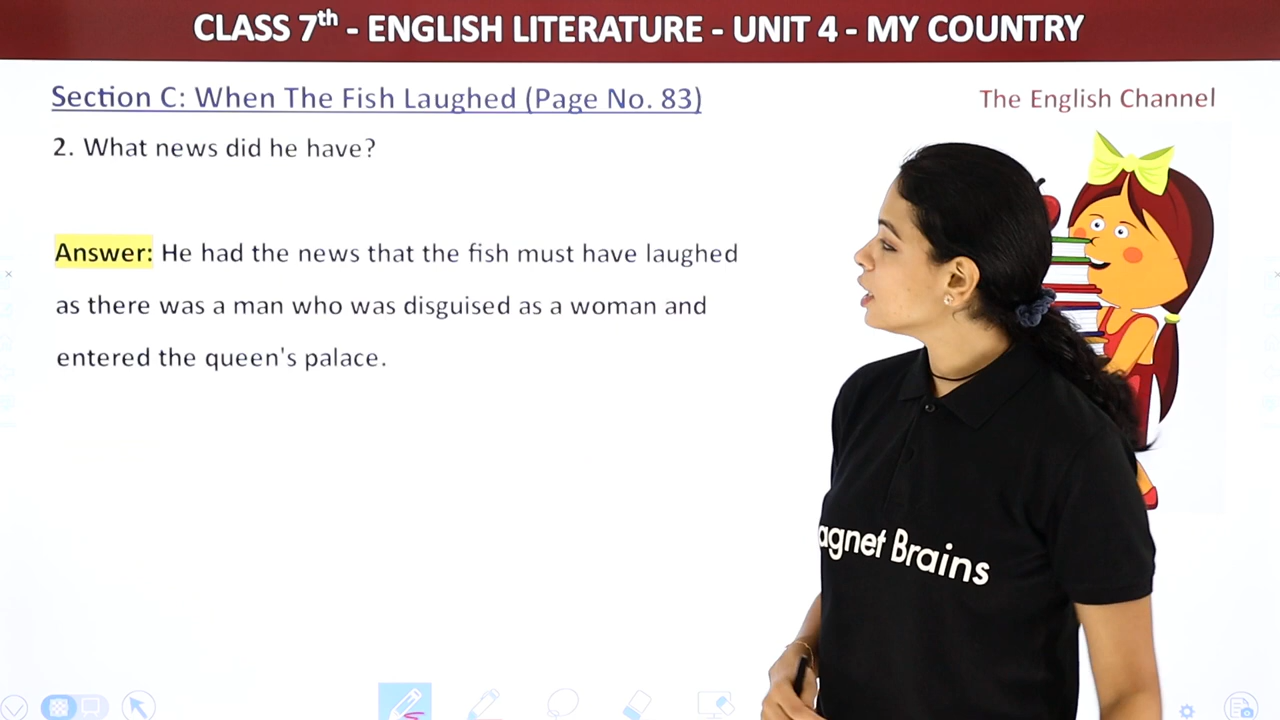 CLASS 7th - ENGLISH LITERATURE - UNIT 4 - MY COUNTRY
Section C: When The Fish Laughed (Page No. 83)
The English Channel
2. What news did he have?
Answer: He had the news that the fish must have laughed
as there was a man who was disguised as a woman and
entered the queen's palace.
agnet Brains